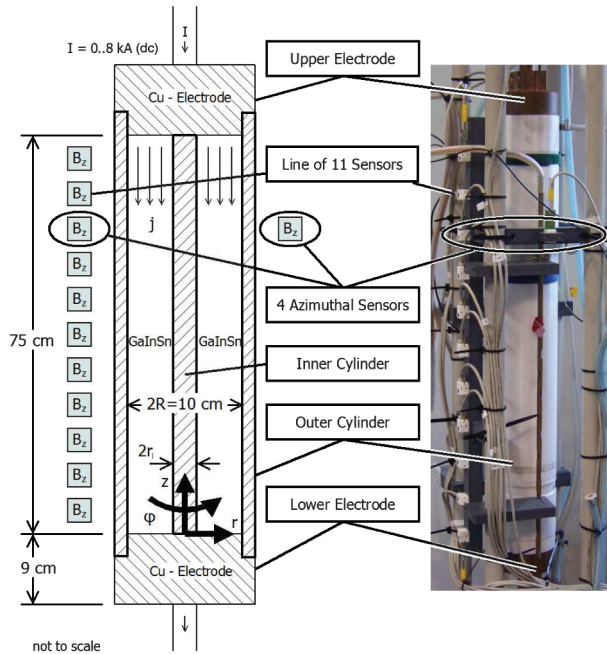 I
I = 0..8 kA (dc)
Upper Electrode
Cu - Electrode
Bz
Line of 11 Sensors
Bz
j
Bz
Bz
Bz
4 Azimuthal Sensors
Bz
Bz
75 cm
GaInSn
GaInSn
Inner Cylinder
Bz
Bz
2R=10 cm
Outer Cylinder
Bz
2ri
Bz
z
Lower Electrode
Bz
φ
r
9 cm
Cu - Electrode
not to scale